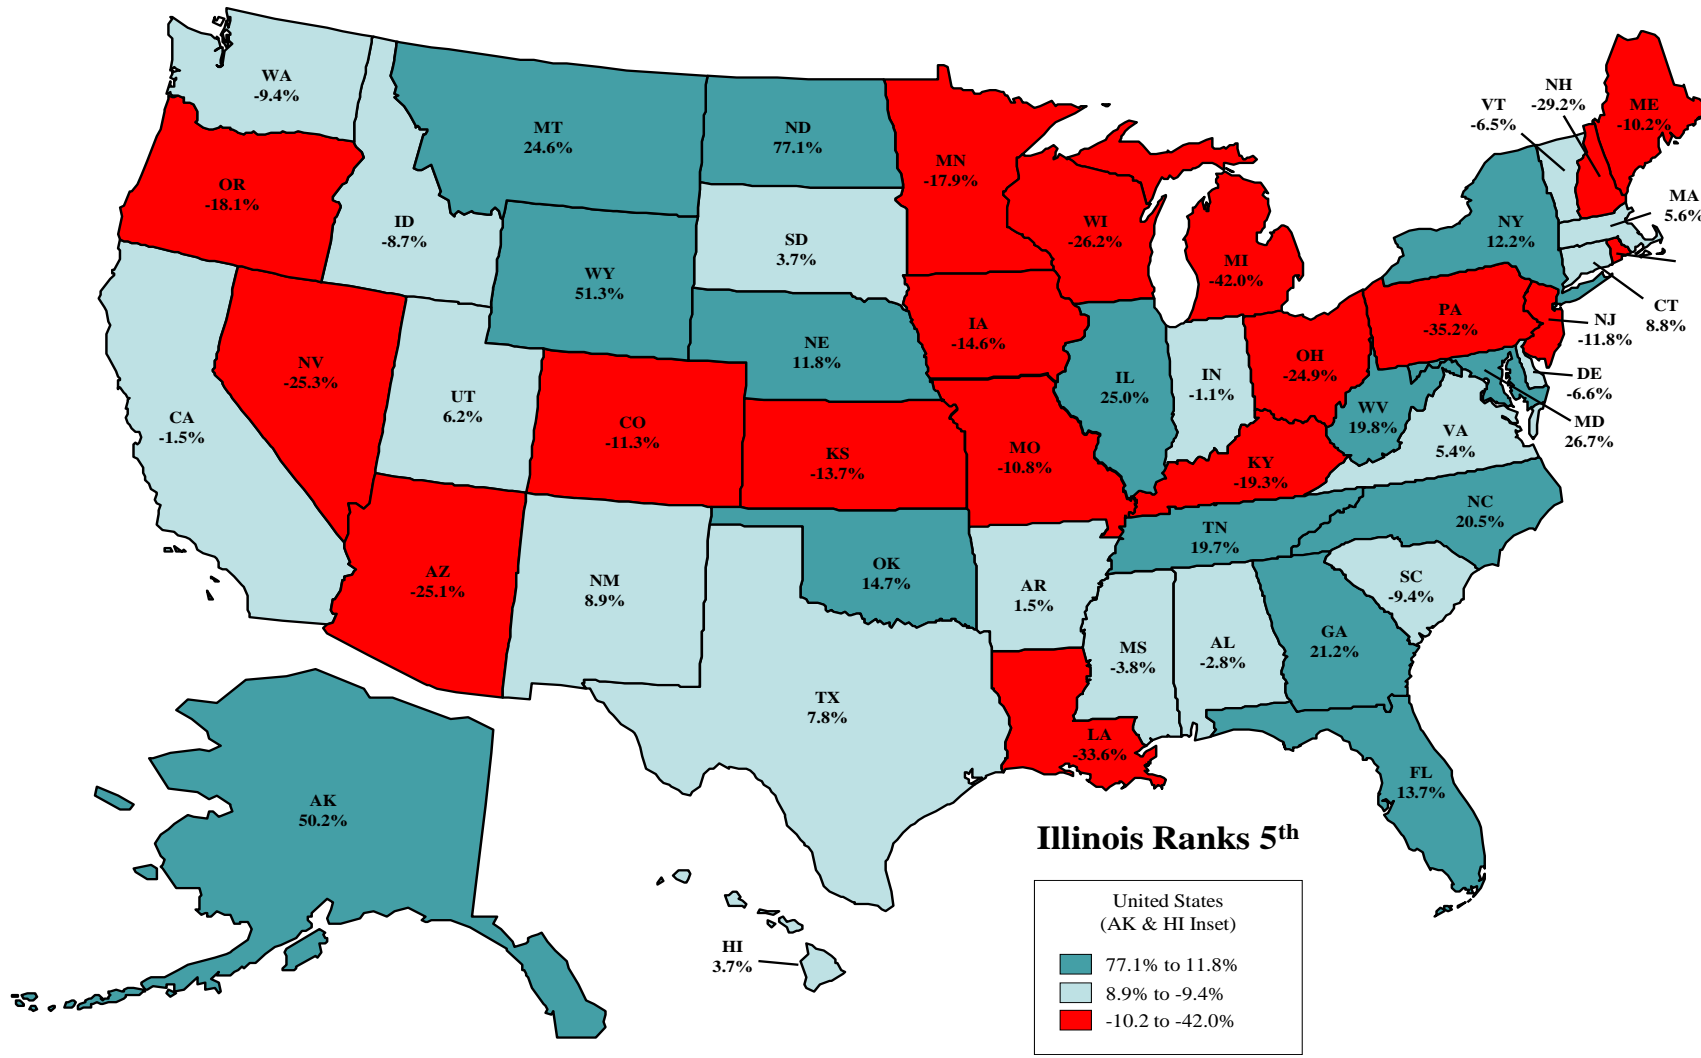 WA
-9.4%
MT
24.6%
ND
77.1%
MN
-17.9%
VT
-6.5%
NH
-29.2%
ME
-10.2%
OR
-18.1%
ID
-8.7%
SD
3.7%
WI
-26.2%
MI
-42.0%
NY
12.2%
MA
5.6%
WY
51.3%
IA
-14.6%
PA
-35.2%
NJ
-11.8%
CT
8.8%
NV
-25.3%
UT
6.2%
NE
11.8%
IL
25.0%
IN
-1.1%
OH
-24.9%
DE
-6.6%
CA
-1.5%
CO
-11.3%
KS
-13.7%
MO
-10.8%
KY
-19.3%
WV
19.8%
VA
5.4%
MD
26.7%
AZ
-25.1%
NM
8.9%
OK
14.7%
AR
1.5%
TN
19.7%
NC
20.5%
SC
-9.4%
TX
7.8%
LA
-33.6%
MS
-3.8%
AL
-2.8%
GA
21.2%
FL
13.7%
AK
50.2%
HI
3.7%
Illinois Ranks 5th
United States
(AK & HI Inset)
77.1% to 11.8%
8.9% to -9.4%
-10.2 to -42.0%